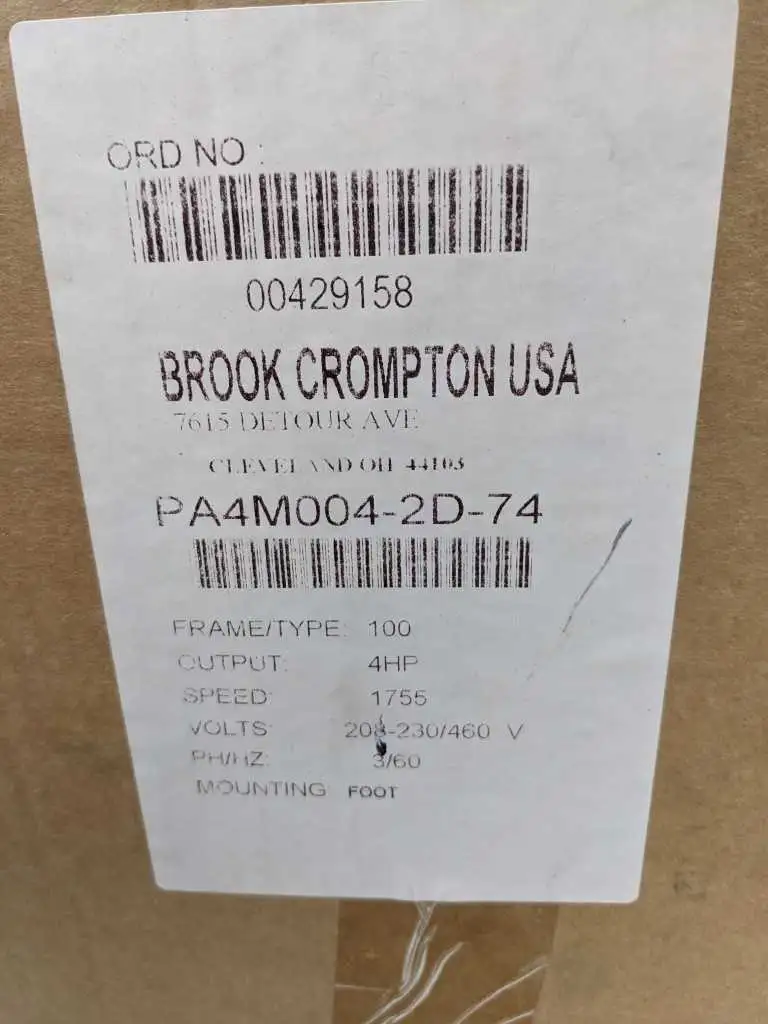 ORD NO :
00429158
BROOK CROMPTON USA
7615 DETOUR AVE
CLEVELAND OH 44103
PA4M004-2D-74
FRAME/TYPE: 100
OUTPUT: 4HP
SPEED: 1755
VOLTS: 208-230/460 V
PH/HZ: 3/60
MOUNTING FOOT